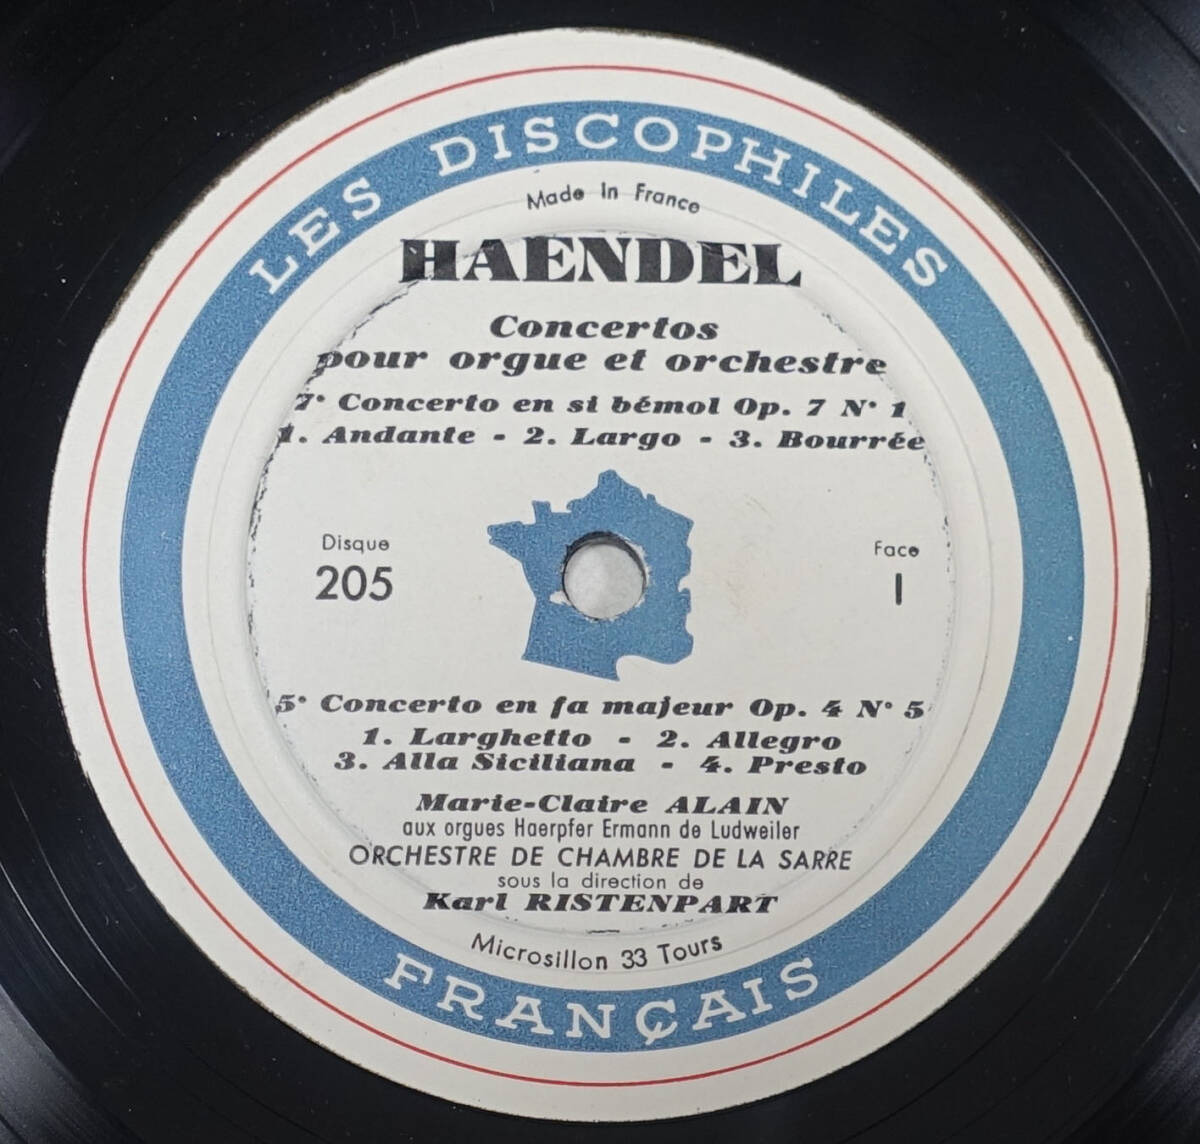 LES DISCOPHILES
Made In France
HAENDEL
Concertos
pour orgue et orchestre
7e Concerto en si bémol Op. 7 N° 1
1. Andante - 2. Largo - 3. Bourrée
Disque
205
Face
I
5e Concerto en fa majeur Op. 4 N° 5
1. Larghetto - 2. Allegro
3. Alla Siciliana - 4. Presto
Marie-Claire ALAIN
aux orgues Haerpfer Ermann de Ludweiler
ORCHESTRE DE CHAMBRE DE LA SARRE
sous la direction de
Karl RISTENPART
Microsillon 33 Tours
FRANÇAIS